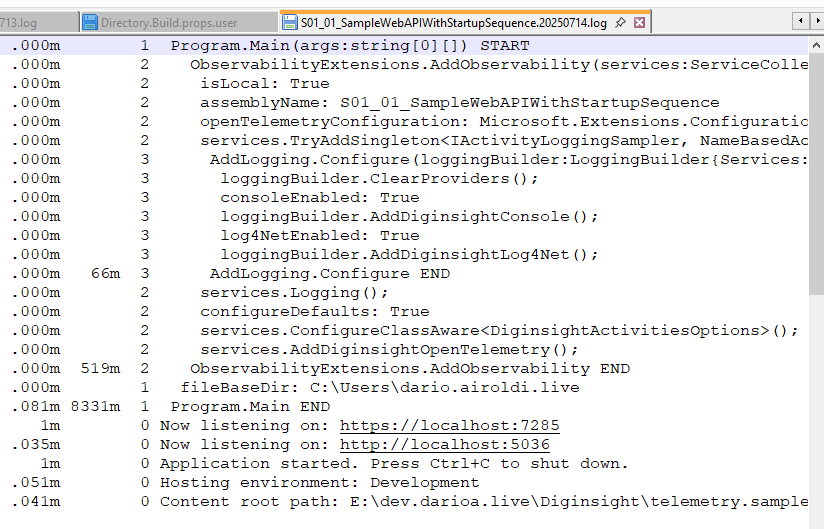 713.log Directory.Build.props.user S01_01_SampleWebAPIWithStartupSequence.20250714.log
.000m 1 Program.Main(args:string[0][]) START
.000m 2 ObservabilityExtensions.AddObservability(services:ServiceColle
.000m 2 isLocal: True
.000m 2 assemblyName: S01_01_SampleWebAPIWithStartupSequence
.000m 2 openTelemetryConfiguration: Microsoft.Extensions.Configuratio
.000m 2 services.TryAddSingleton<IActivityLoggingSampler, NameBasedAc
.000m 3 AddLogging.Configure(loggingBuilder:LoggingBuilder{Services:
.000m 3 loggingBuilder.ClearProviders();
.000m 3 consoleEnabled: True
.000m 3 loggingBuilder.AddDiginsightConsole();
.000m 3 log4NetEnabled: True
.000m 3 loggingBuilder.AddDiginsightLog4Net();
.000m 66m 3 AddLogging.Configure END
.000m 2 services.Logging();
.000m 2 configureDefaults: True
.000m 2 services.ConfigureClassAware<DiginsightActivitiesOptions>();
.000m 2 services.AddDiginsightOpenTelemetry();
.000m 519m 2 ObservabilityExtensions.AddObservability END
.000m 1 fileBaseDir: C:\Users\dario.airoldi.live
.081m 8331m 1 Program.Main END
1m 0 Now listening on: https://localhost:7285
.035m 0 Now listening on: http://localhost:5036
1m 0 Application started. Press Ctrl+C to shut down.
.051m 0 Hosting environment: Development
.041m 0 Content root path: E:\dev.darioa.live\Diginsight\telemetry.sample